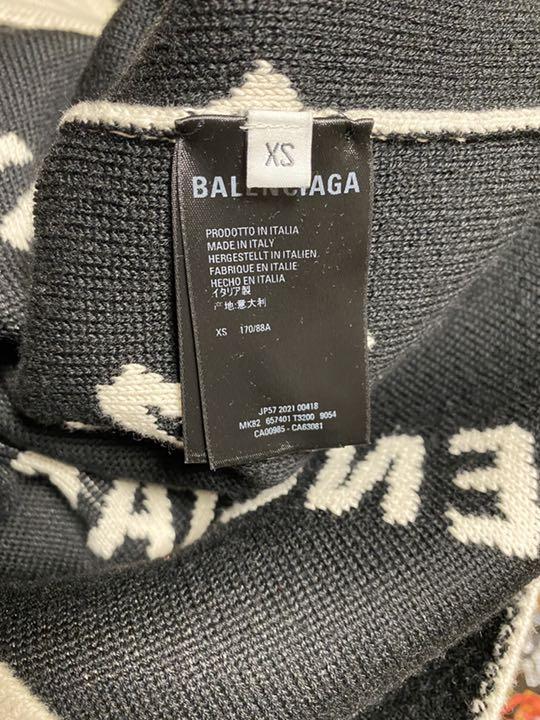 XS
BALENCIAGA
PRODOTTO IN ITALIA
MADE IN ITALY
HERGESTELLT IN ITALIEN
FABRIQUE EN ITALIE
HECHO EN ITALIA
イタリア製
产地:意大利
XS 170/88A
JP57 2021 00418
MK82 657401 T3200 9054
CA00985 - CA63081